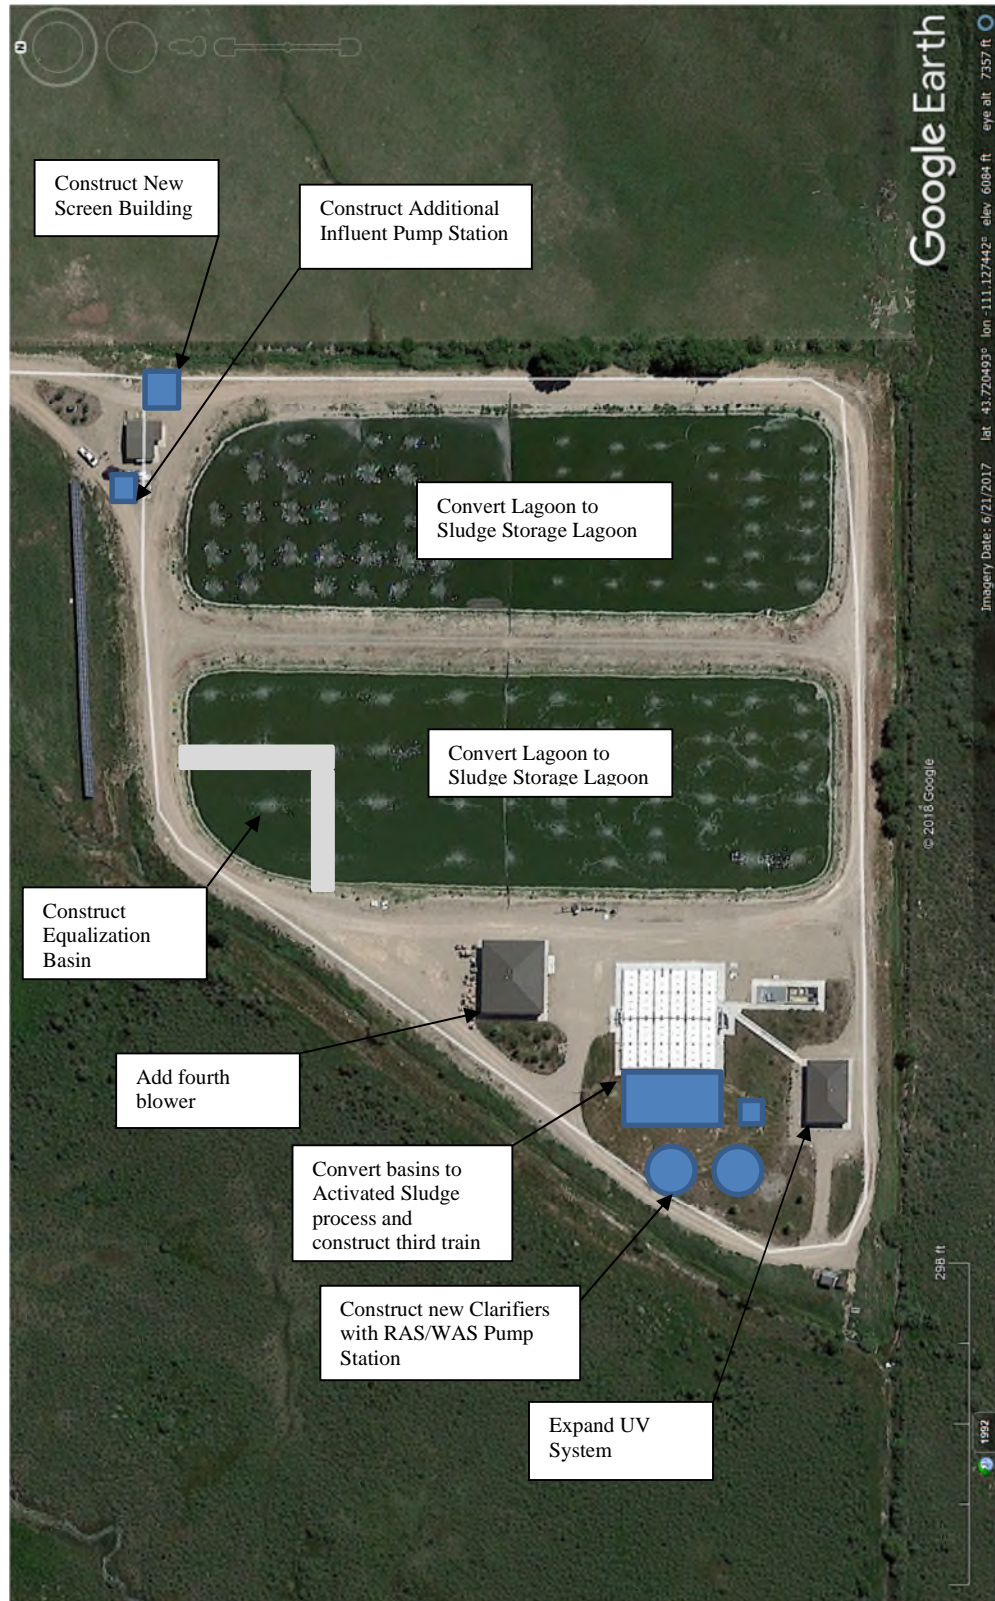 Construct New
Screen Building
Construct Additional
Influent Pump Station
Convert Lagoon to
Sludge Storage Lagoon
Convert Lagoon to
Sludge Storage Lagoon
Construct
Equalization
Basin
Add fourth
blower
Convert basins to
Activated Sludge
process and
construct third train
Construct new Clarifiers
with RAS/WAS Pump
Station
Expand UV
System
N
Google Earth
© 2018 Google
298 ft
1992
Imagery Date: 6/21/2017 lat 43.720493° lon -111.127442° elev 6084 ft eye alt 7357 ft